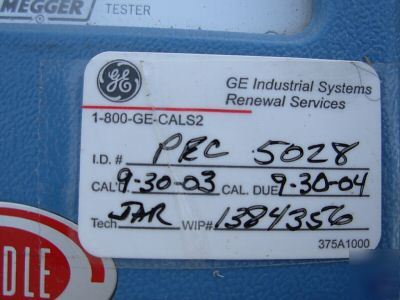 MEGGER
TESTER
GE
GE Industrial Systems
Renewal Services
1-800-GE-CALS2
I.D. # PEC 5028
CAL'D 9-30-03 CAL. DUE 9-30-04
Tech. JAR WIP# 1384356
375A1000
DLE